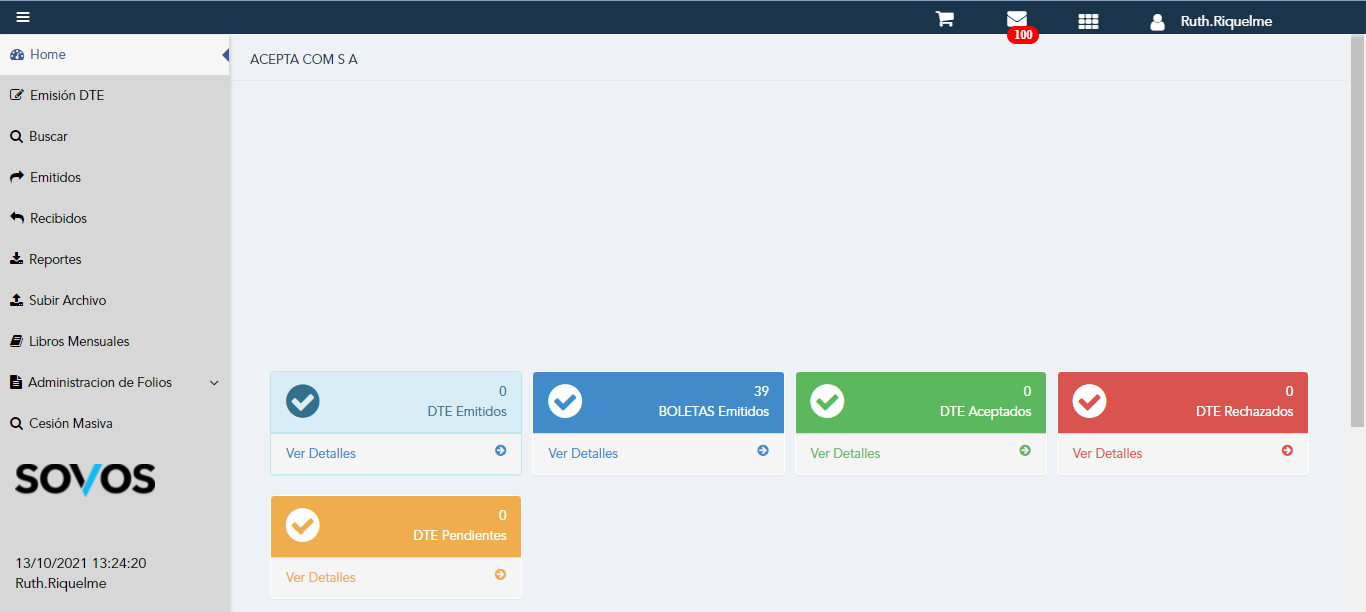 100
Ruth.Riquelme
Home
Emisión DTE
Buscar
Emitidos
Recibidos
Reportes
Subir Archivo
Libros Mensuales
Administracion de Folios
Cesión Masiva
SOVOS
13/10/2021 13:24:20
Ruth.Riquelme
ACEPTA COM S A
0
DTE Emitidos
Ver Detalles
39
BOLETAS Emitidos
Ver Detalles
0
DTE Aceptados
Ver Detalles
0
DTE Rechazados
Ver Detalles
0
DTE Pendientes
Ver Detalles